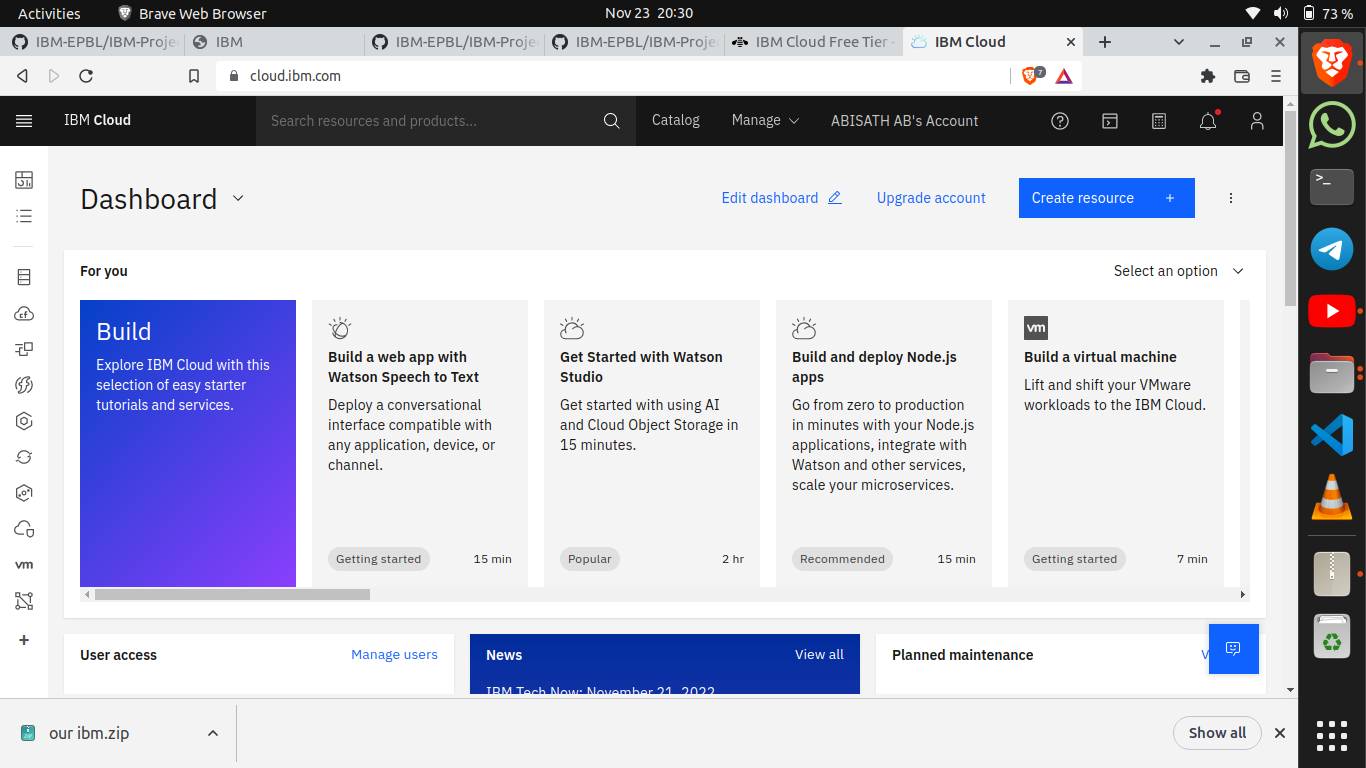 Activities
Brave Web Browser
Nov 23 20:30
73 %
IBM-EPBL/IBM-Proje
IBM
IBM-EPBL/IBM-Proje
IBM-EPBL/IBM-Proje
IBM Cloud Free Tier -
IBM Cloud
cloud.ibm.com
7
IBM Cloud
Search resources and products...
Catalog
Manage
ABISATH AB's Account
Dashboard
Edit dashboard
Upgrade account
Create resource +
For you
Select an option
Build
Explore IBM Cloud with this
selection of easy starter
tutorials and services.
Build a web app with
Watson Speech to Text
Deploy a conversational
interface compatible with
any application, device, or
channel.
Getting started
15 min
Get Started with Watson
Studio
Get started with using AI
and Cloud Object Storage in
15 minutes.
Popular
2 hr
Build and deploy Node.js
apps
Go from zero to production
in minutes with your Node.js
applications, integrate with
Watson and other services,
scale your microservices.
Recommended
15 min
vm
Build a virtual machine
Lift and shift your VMware
workloads to the IBM Cloud.
Getting started
7 min
cf
vm
User access
Manage users
News
View all
IBM Tech Now: November 21, 2022
Planned maintenance
our ibm.zip
Show all